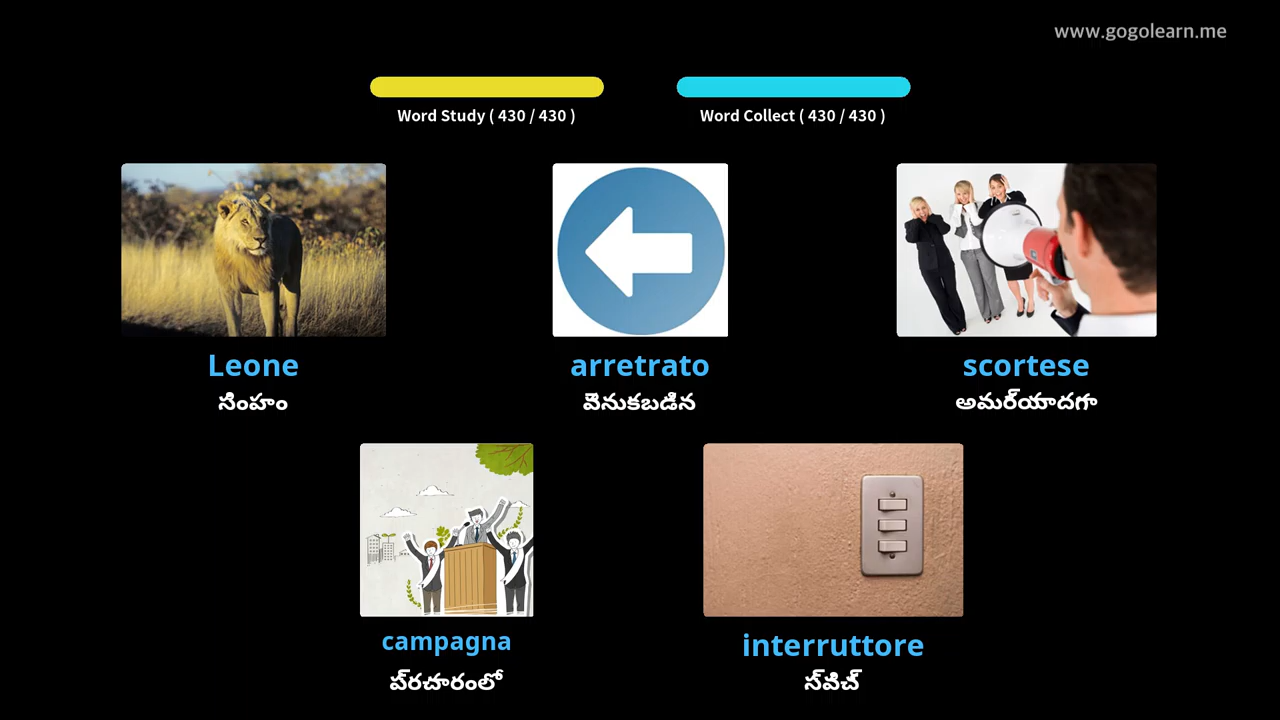 www.gogolearn.me
Word Study ( 430 / 430 )
Word Collect ( 430 / 430 )
Leone
సింహం
arretrato
వెనుకబడిన
scortese
అమర్యాదగా
campagna
ప్రచారంలో
interruttore
స్విచ్